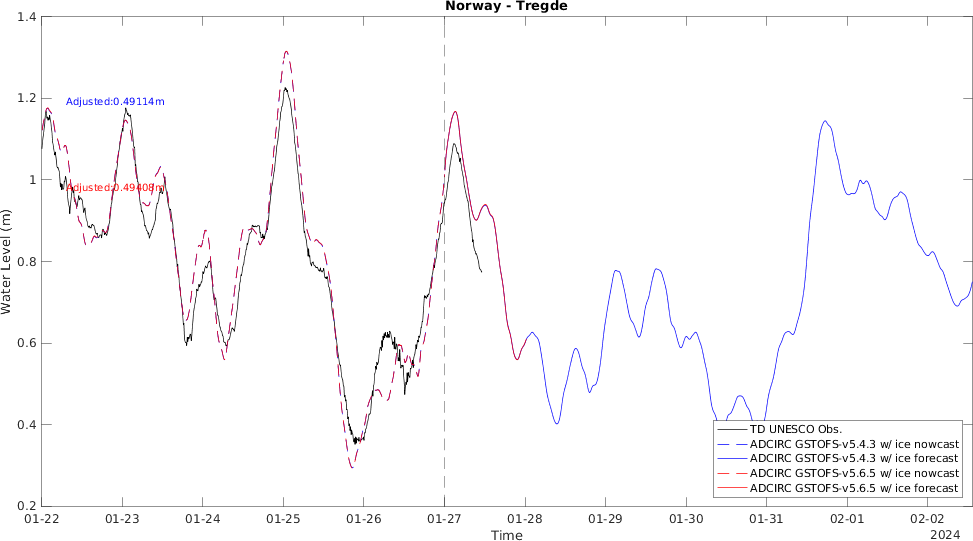 Norway - Tregde
1.4
1.2
1
0.8
0.6
0.4
0.2
Water Level (m)
Adjusted:0.49114m
Adjusted:0.49408m
TD UNESCO Obs.
ADCIRC GSTOFS-v5.4.3 w/ ice nowcast
ADCIRC GSTOFS-v5.4.3 w/ ice forecast
ADCIRC GSTOFS-v5.6.5 w/ ice nowcast
ADCIRC GSTOFS-v5.6.5 w/ ice forecast
01-22 01-23 01-24 01-25 01-26 01-27 01-28 01-29 01-30 01-31 02-01 02-02
Time
2024